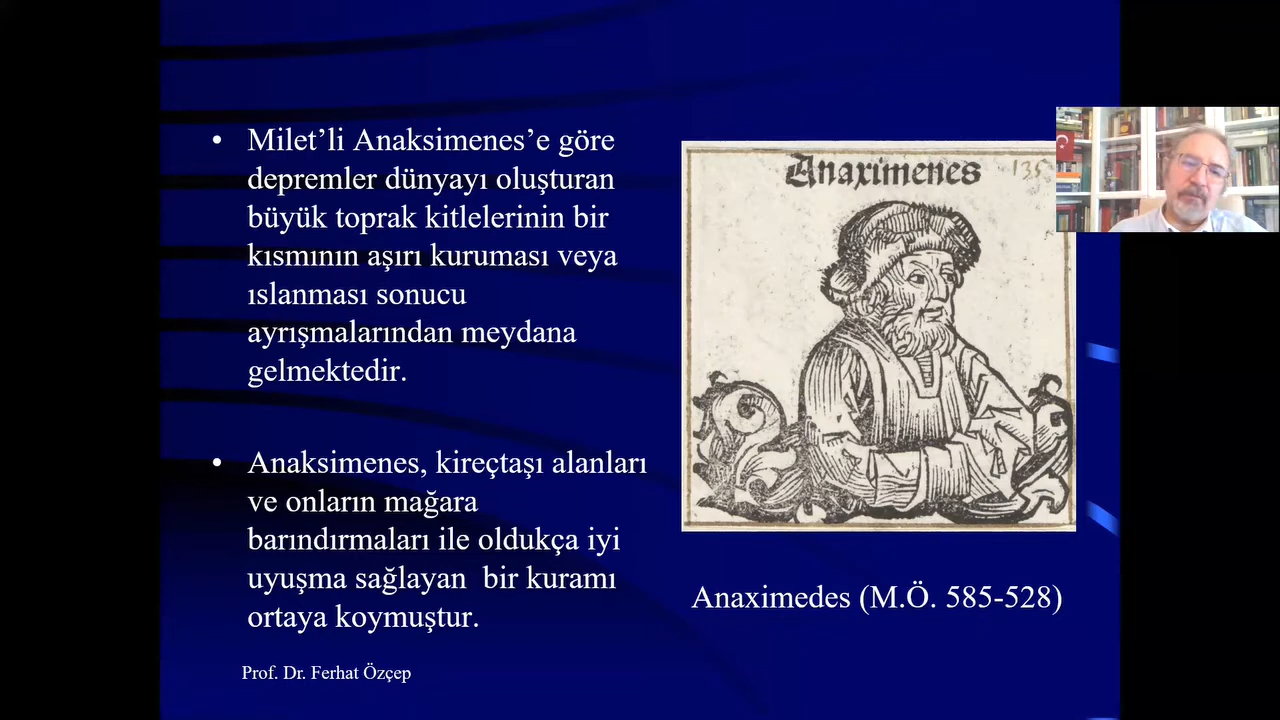 • Milet’li Anaksimenes’e göre
depremler dünyayı oluşturan
büyük toprak kitlelerinin bir
kısmının aşırı kuruması veya
ıslanması sonucu
ayrışmalarından meydana
gelmektedir.
• Anaksimenes, kireçtaşı alanları
ve onların mağara
barındırmaları ile oldukça iyi
uyuşma sağlayan  bir kuramı
ortaya koymuştur.
Prof. Dr. Ferhat Özçep
Anaximenes 135
Anaximedes (M.Ö. 585-528)